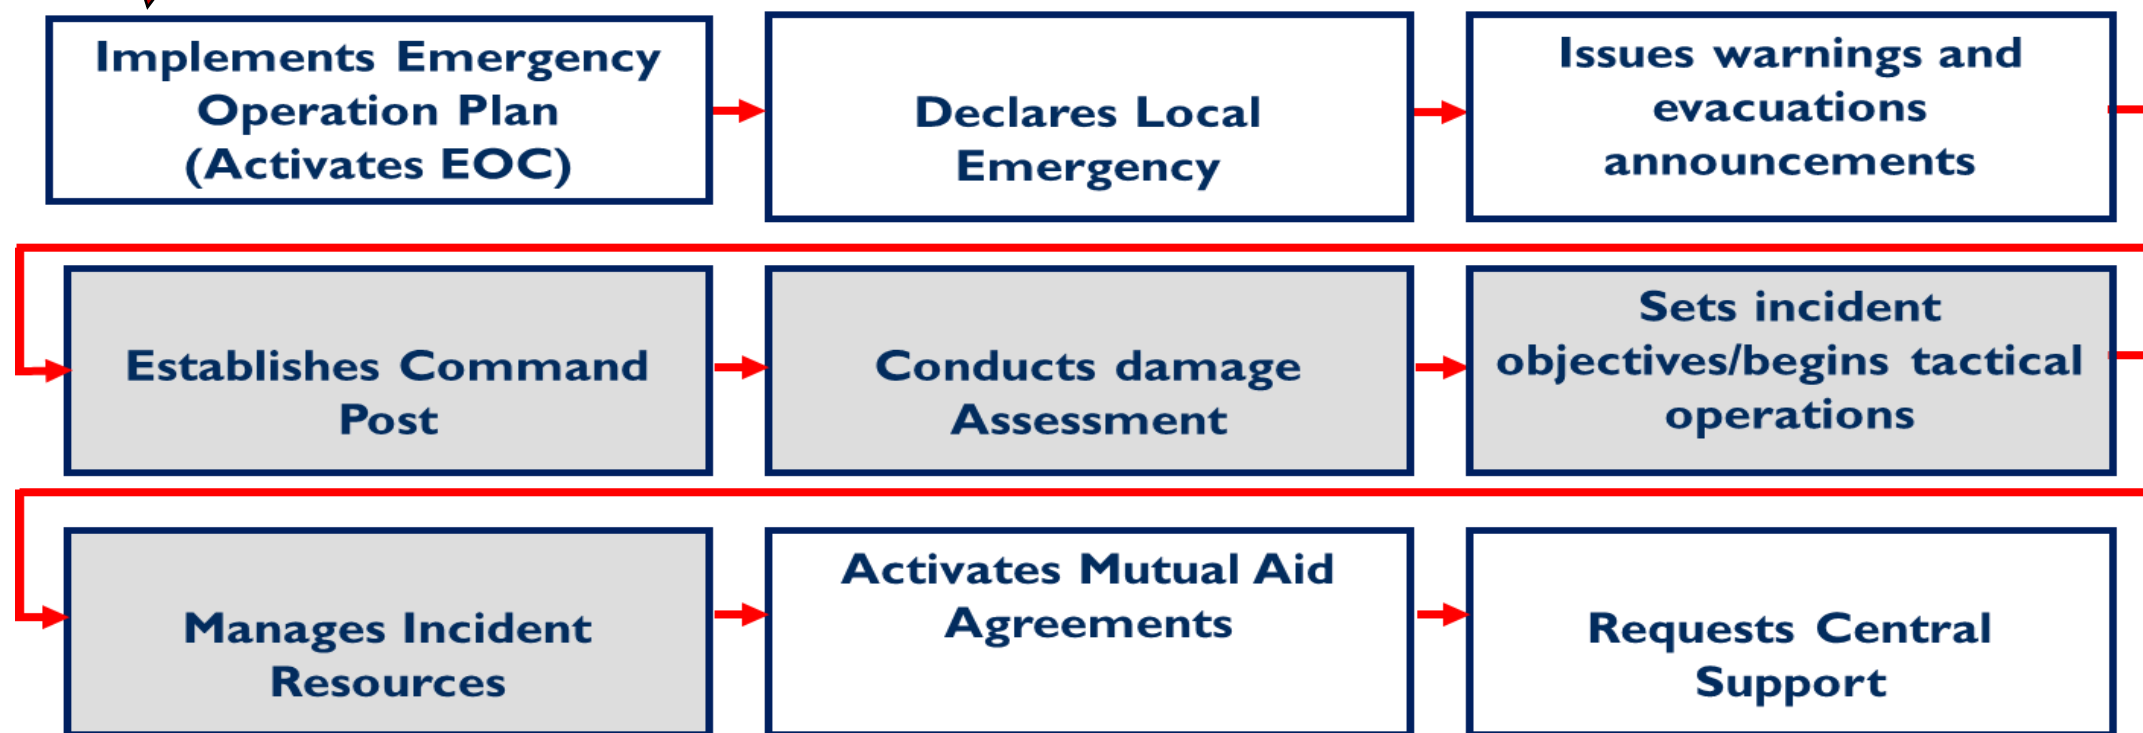 Implements Emergency
Operation Plan
(Activates EOC)
Declares Local
Emergency
Issues warnings and
evacuations
announcements
Establishes Command
Post
Conducts damage
Assessment
Sets incident
objectives/begins tactical
operations
Manages Incident
Resources
Activates Mutual Aid
Agreements
Requests Central
Support